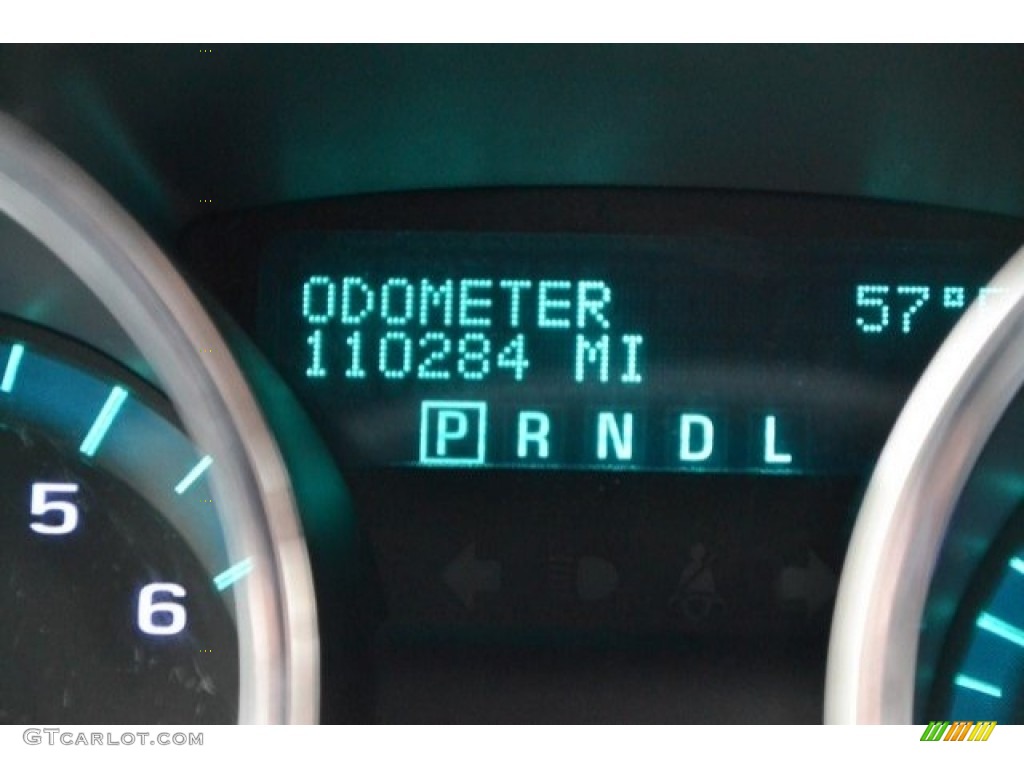 ODOMETER 57°F
110284 MI
P R N D L
5
6
GTCARLOT.COM